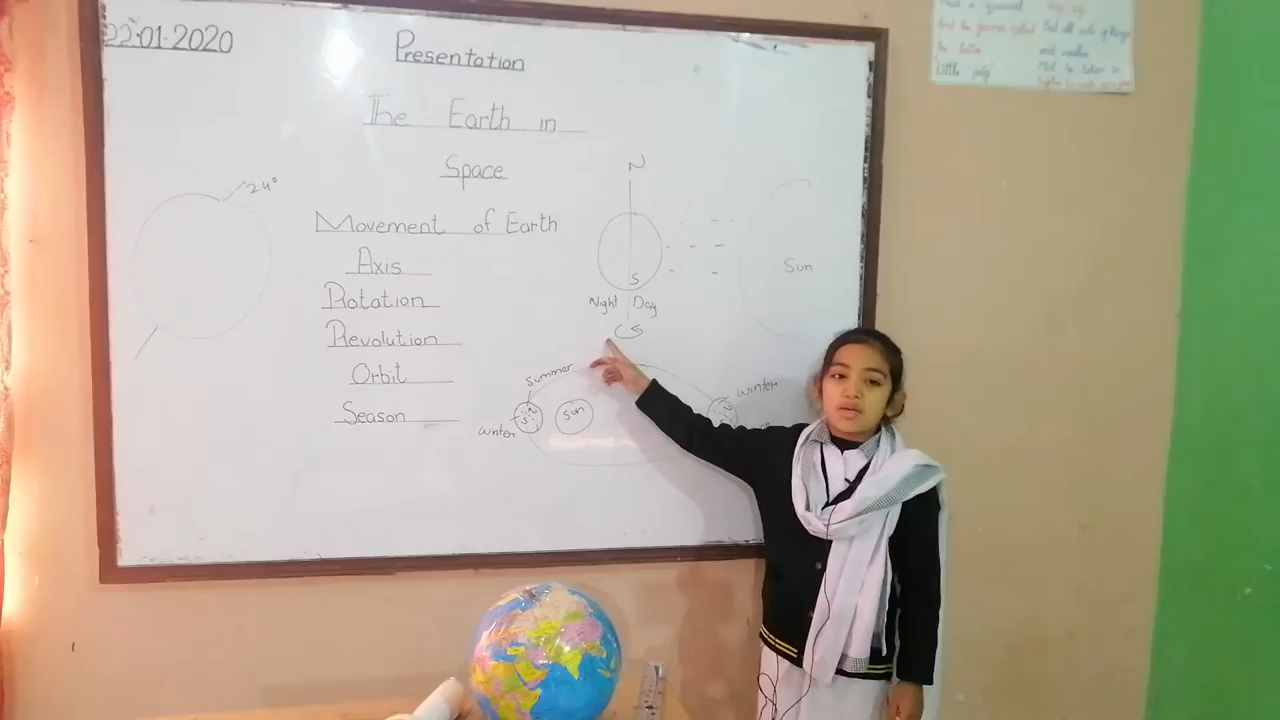 22.01.2020
Presentation
The Earth in
Space
24°
Movement of Earth
Axis
Rotation
Revolution
Orbit
Season
N
S
Night Day
Sun
Summer
winter
S
Sun
winter
Little